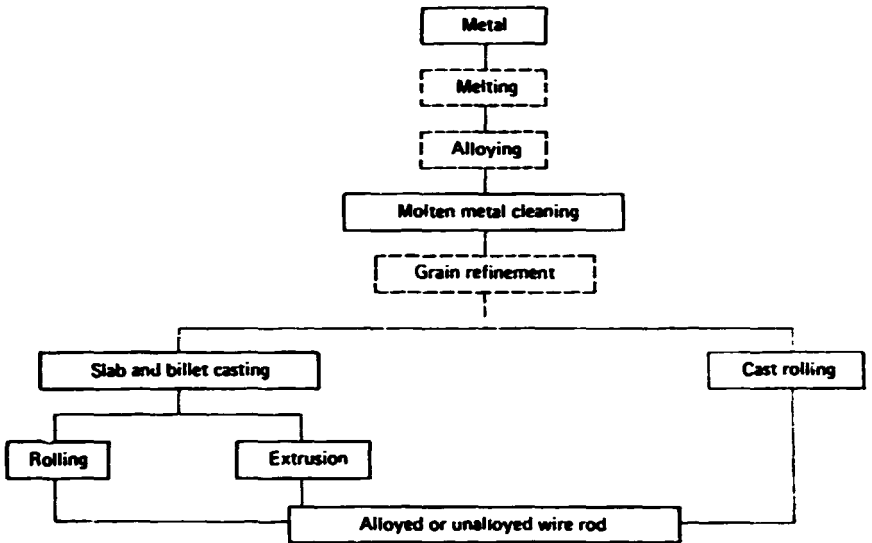 Metal
Melting
Alloying
Molten metal cleaning
Grain refinement
Slab and billet casting
Cast rolling
Rolling
Extrusion
Alloyed or unalloyed wire rod